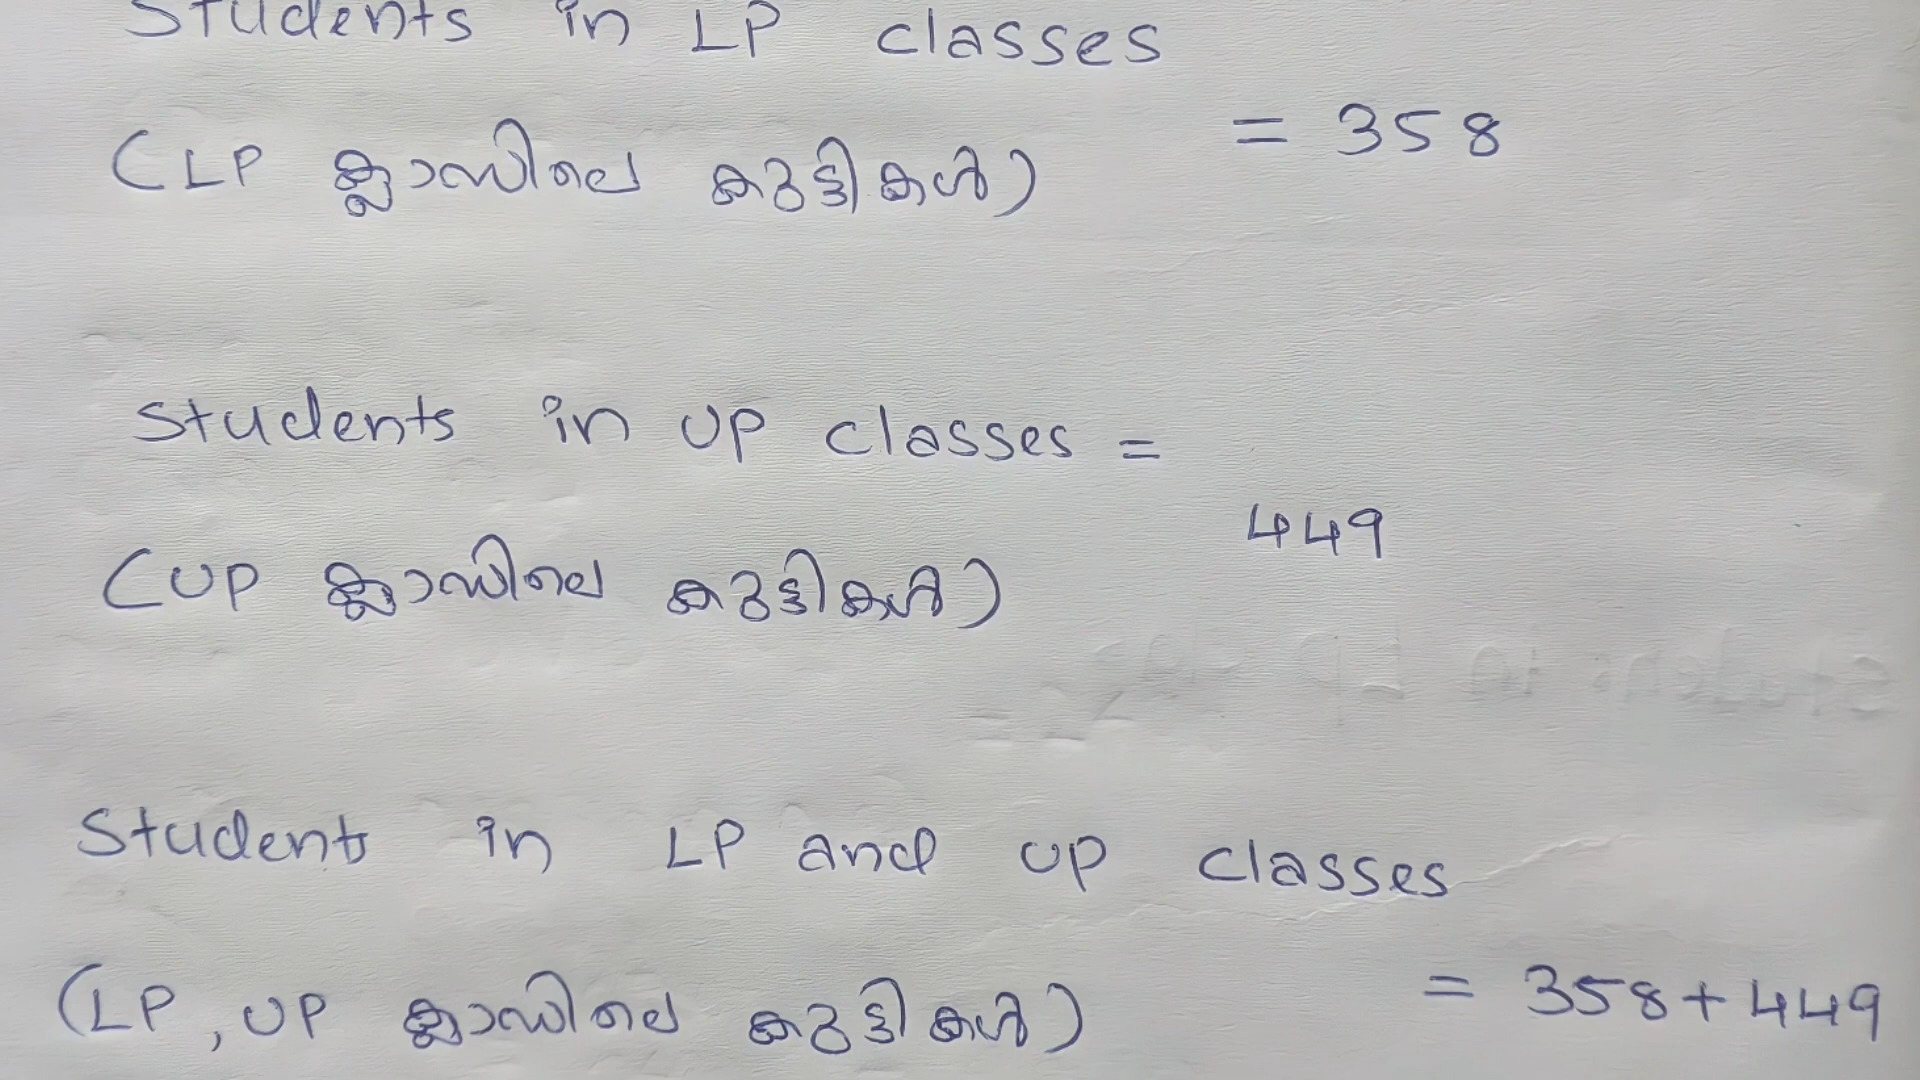 Students in LP classes
(LP ക്ലാസിലെ കുട്ടികൾ) = 358
Students in UP classes =
449
(UP ക്ലാസിലെ കുട്ടികൾ)
Students in LP and UP classes
(LP, UP ക്ലാസിലെ കുട്ടികൾ) = 358+449